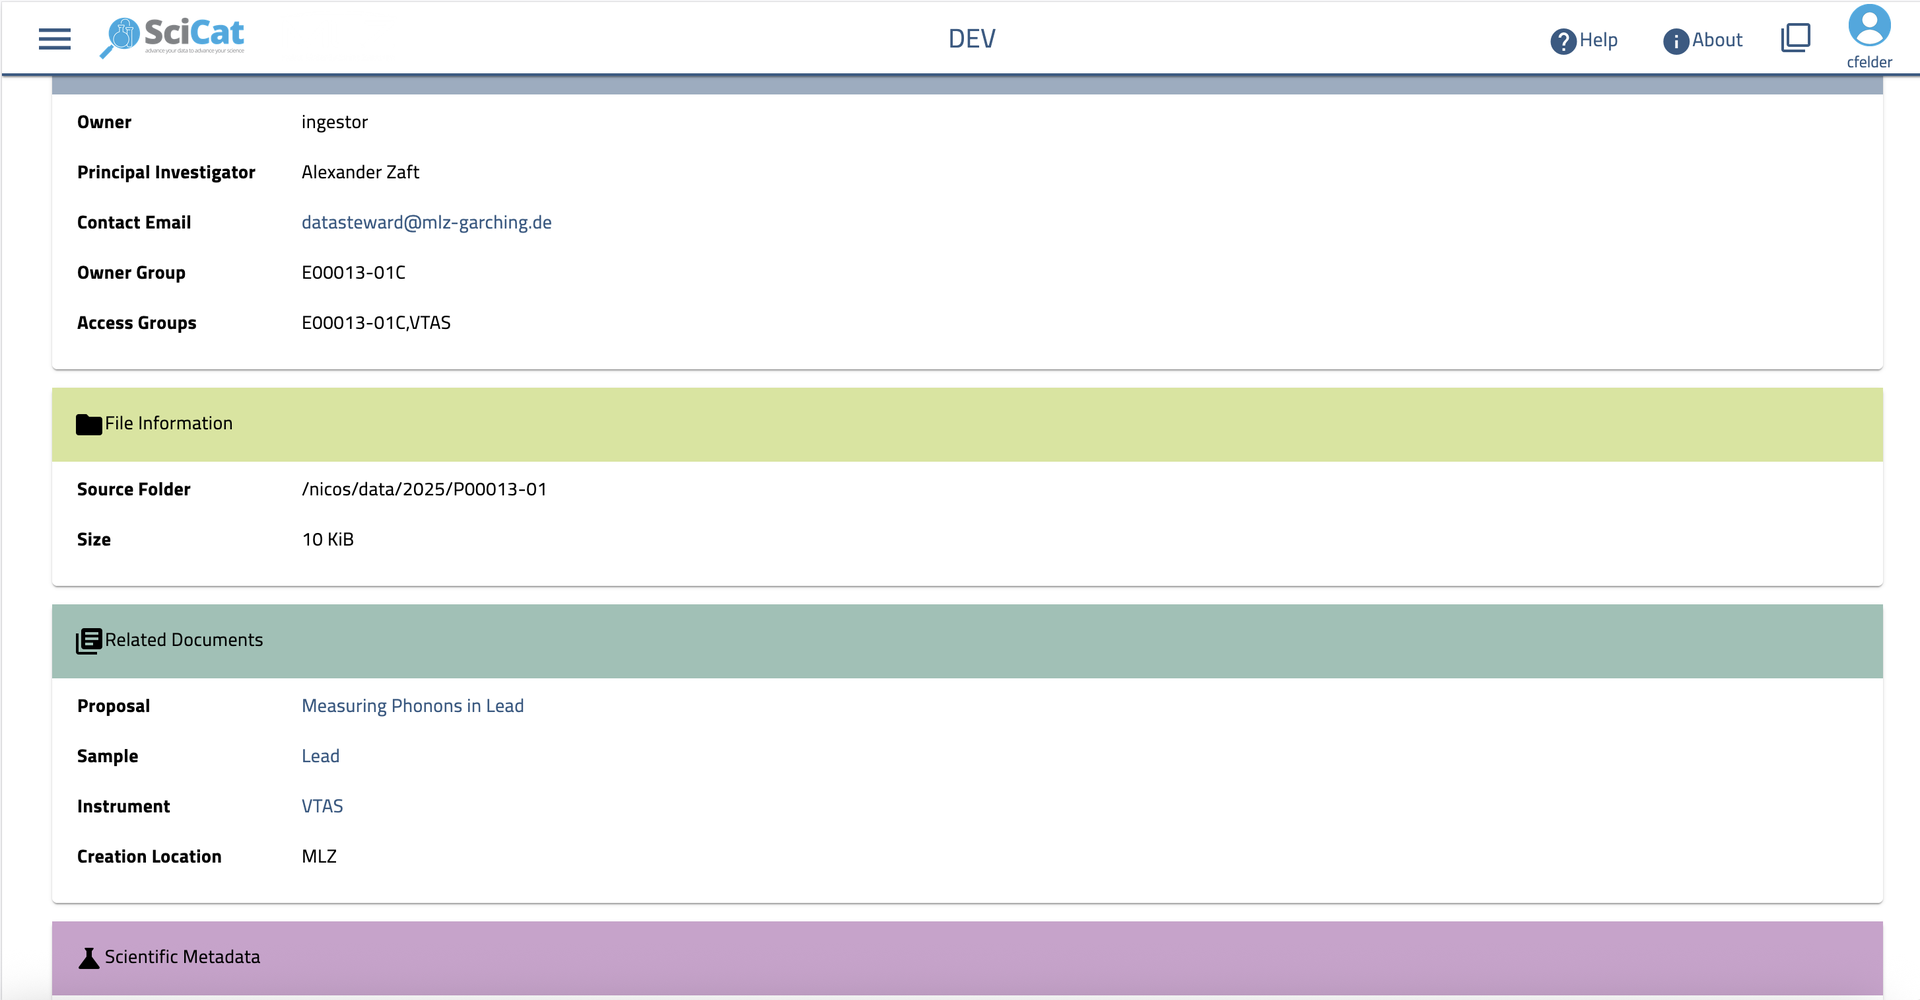 SciCat
advance your data to advance your science
DEV
Help
About
cfelder
Owner ingestor
Principal Investigator Alexander Zaft
Contact Email datasteward@mlz-garching.de
Owner Group E00013-01C
Access Groups E00013-01C,VTAS
File Information
Source Folder /nicos/data/2025/P00013-01
Size 10 KiB
Related Documents
Proposal Measuring Phonons in Lead
Sample Lead
Instrument VTAS
Creation Location MLZ
Scientific Metadata